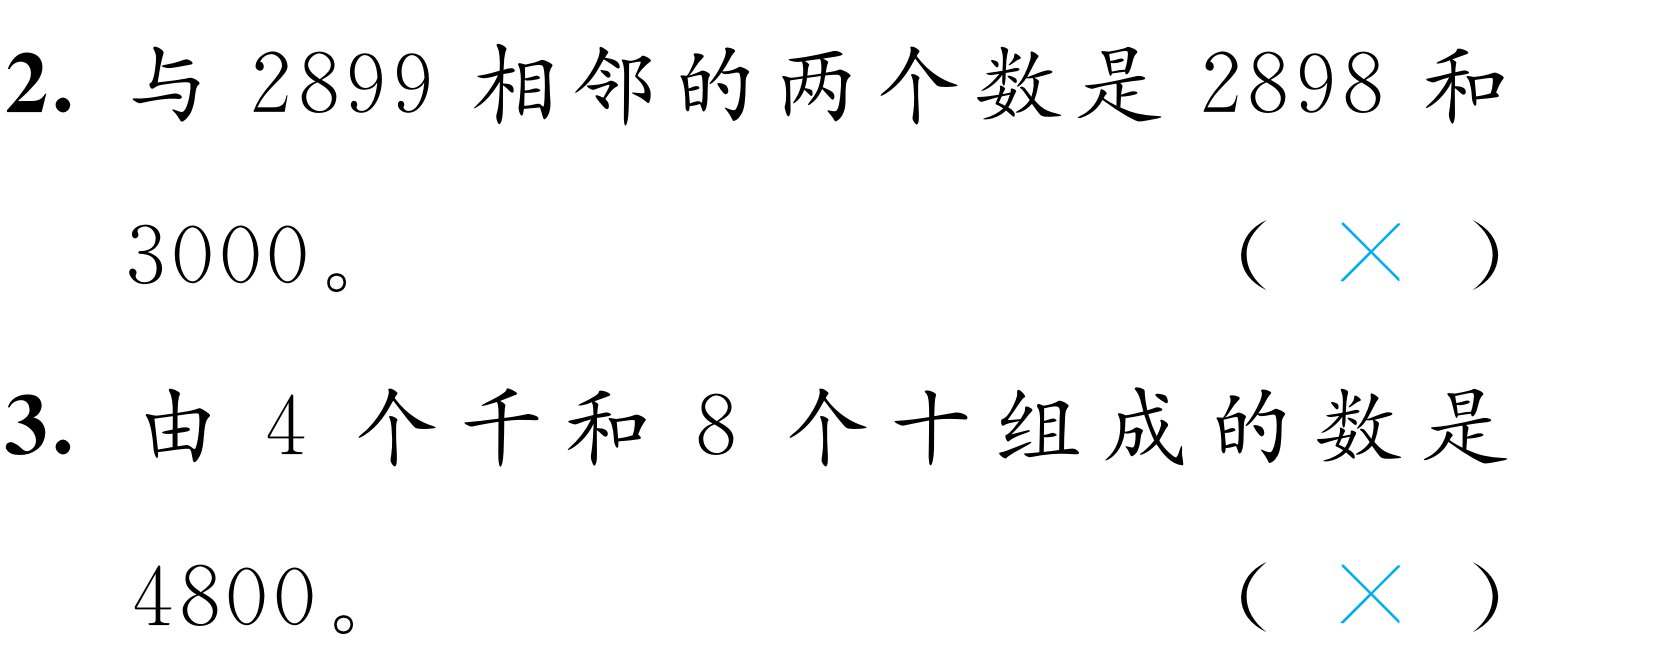 2. 与 2899 相邻的两个数是 2898 和
3000。 ( × )
3. 由 4 个千和 8 个十组成的数是
4800。 ( × )